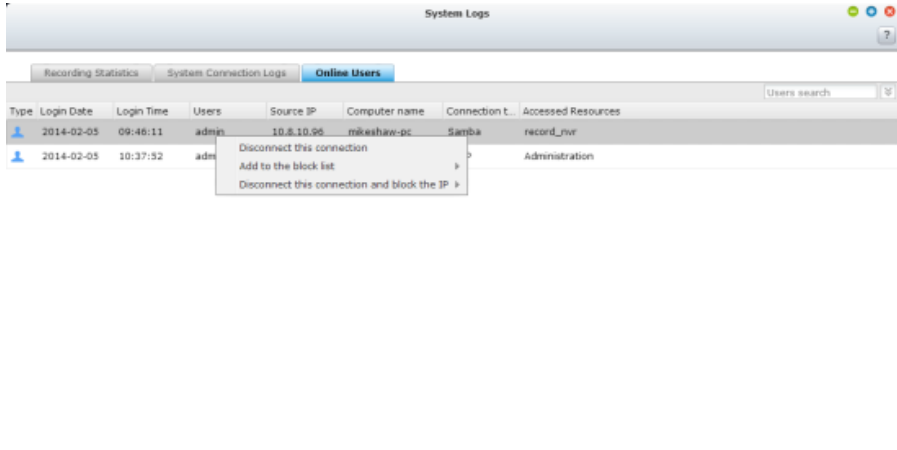 System Logs
?
Recording Statistics System Connection Logs Online Users
Users search
Type Login Date Login Time Users Source IP Computer name Connection t... Accessed Resources
2014-02-05 09:46:11 admin 10.8.10.96 mikeshaw-pc Samba record_nvr
2014-02-05 10:37:52 adm P Administration
Disconnect this connection
Add to the block list
Disconnect this connection and block the IP